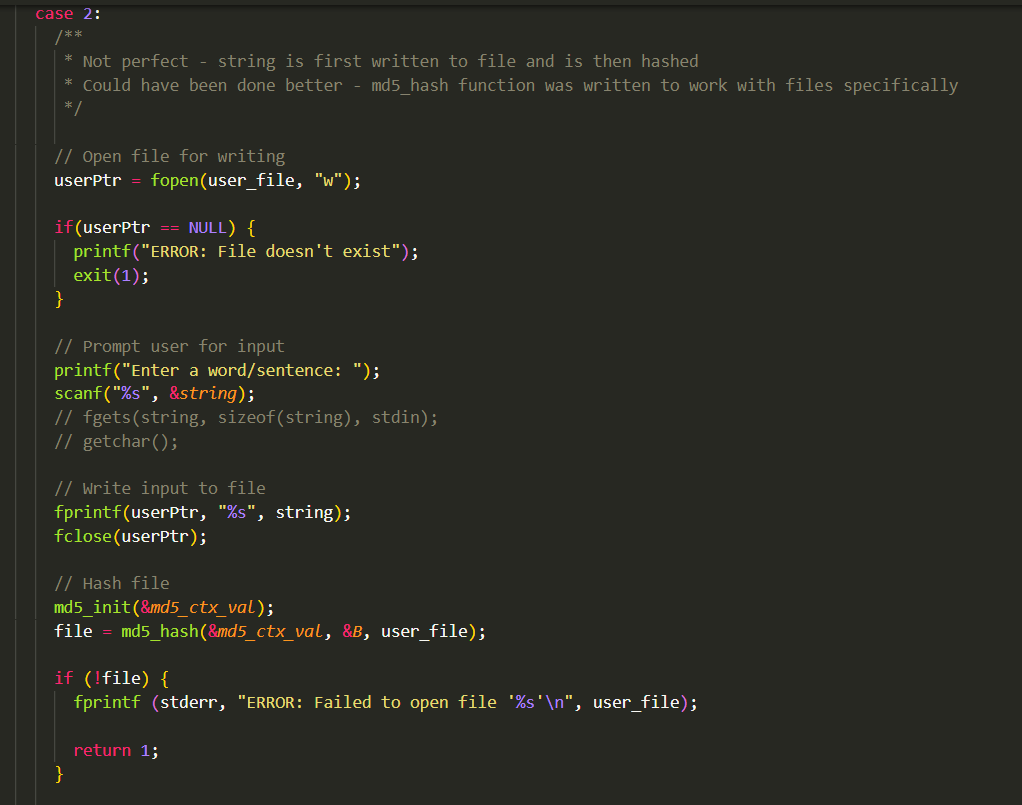 case 2:
/**
* Not perfect - string is first written to file and is then hashed
* Could have been done better - md5_hash function was written to work with files specifically
*/
// Open file for writing
userPtr = fopen(user_file, "w");
if(userPtr == NULL) {
printf("ERROR: File doesn't exist");
exit(1);
}
// Prompt user for input
printf("Enter a word/sentence: ");
scanf("%s", &string);
// fgets(string, sizeof(string), stdin);
// getchar();
// Write input to file
fprintf(userPtr, "%s", string);
fclose(userPtr);
// Hash file
md5_init(&md5_ctx_val);
file = md5_hash(&md5_ctx_val, &B, user_file);
if (!file) {
fprintf (stderr, "ERROR: Failed to open file '%s'\n", user_file);
return 1;
}